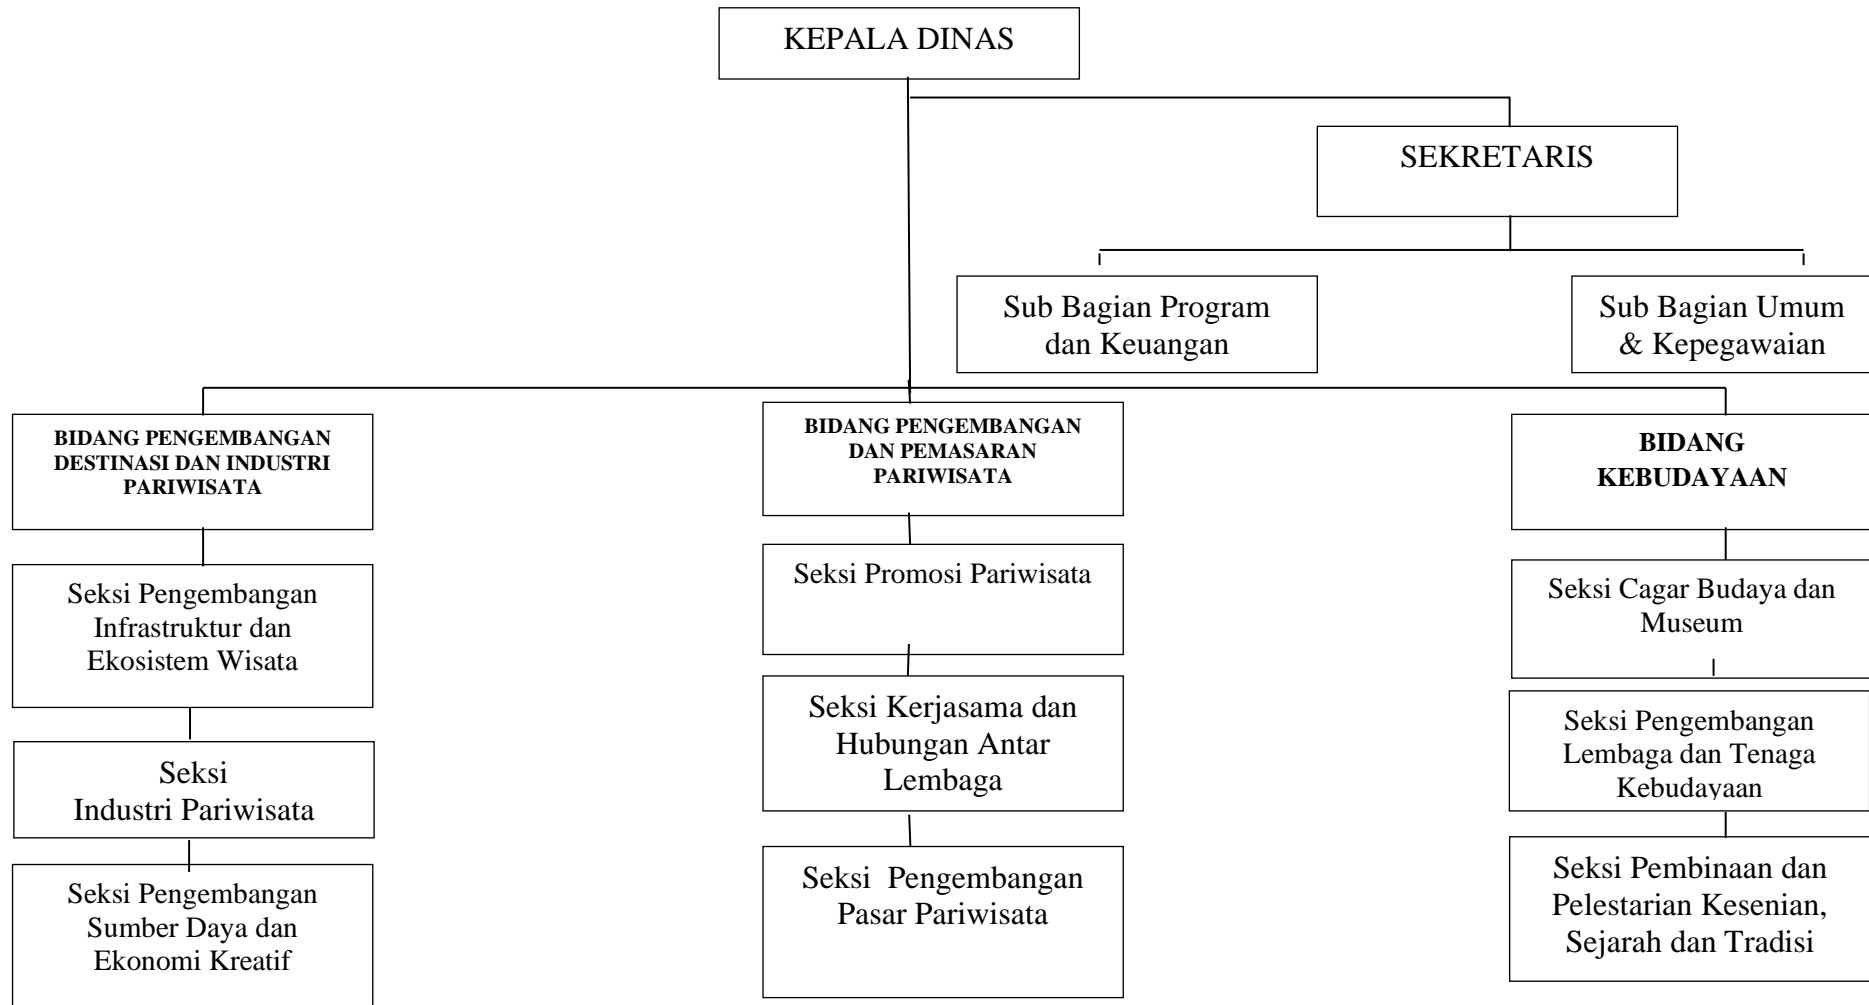 KEPALA DINAS
SEKRETARIS
Sub Bagian Program
dan Keuangan
Sub Bagian Umum
& Kepegawaian
BIDANG PENGEMBANGAN
DESTINASI DAN INDUSTRI
PARIWISATA
BIDANG PENGEMBANGAN
DAN PEMASARAN
PARIWISATA
BIDANG
KEBUDAYAAN
Seksi Pengembangan
Infrastruktur dan
Ekosistem Wisata
Seksi Promosi Pariwisata
Seksi Cagar Budaya dan
Museum
Seksi
Industri Pariwisata
Seksi Kerjasama dan
Hubungan Antar
Lembaga
Seksi Pengembangan
Lembaga dan Tenaga
Kebudayaan
Seksi Pengembangan
Sumber Daya dan
Ekonomi Kreatif
Seksi Pengembangan
Pasar Pariwisata
Seksi Pembinaan dan
Pelestarian Kesenian,
Sejarah dan Tradisi